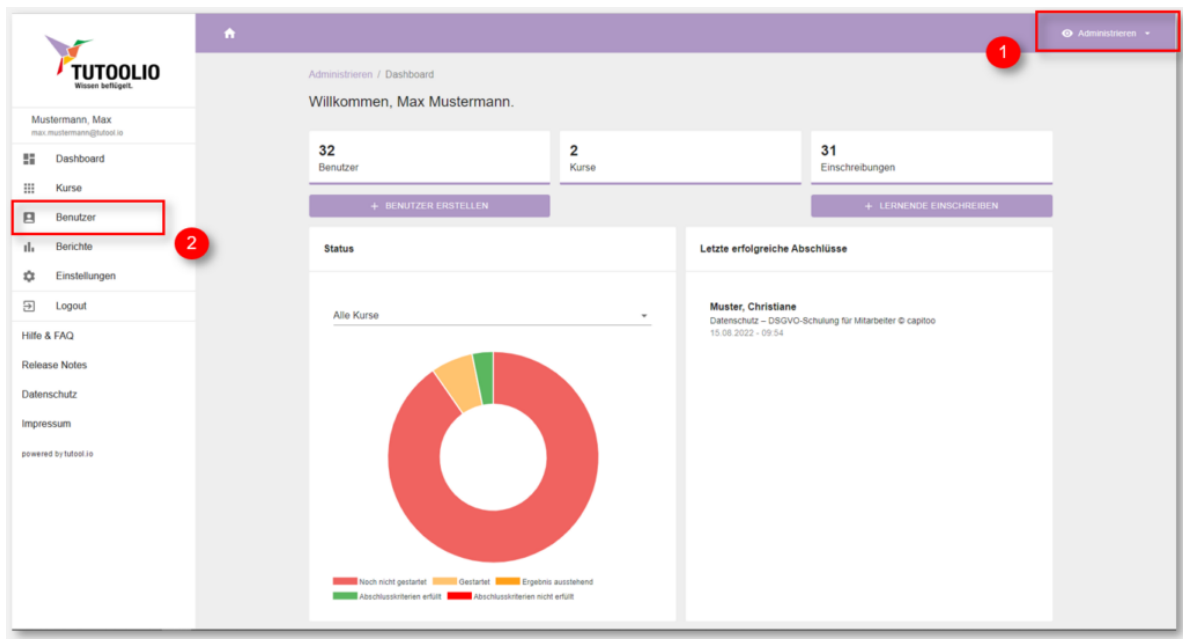 TUTOOLIO
Wissen beflügelt.
Mustermann, Max
max.mustermann@tutool.io
Dashboard
Kurse
Benutzer
2
Berichte
Einstellungen
Logout
Hilfe & FAQ
Release Notes
Datenschutz
Impressum
powered by tutool.io
1
Administrieren
Administrieren / Dashboard
Willkommen, Max Mustermann.
32
Benutzer
2
Kurse
31
Einschreibungen
+ BENUTZER ERSTELLEN
+ LERNENDE EINSCHREIBEN
Status
Alle Kurse
Noch nicht gestartet Gestartet Ergebnis ausstehend
Abschlusskriterien erfüllt Abschlusskriterien nicht erfüllt
Letzte erfolgreiche Abschlüsse
Muster, Christiane
Datenschutz – DSGVO-Schulung für Mitarbeiter © capitoo
15.08.2022 - 09:54